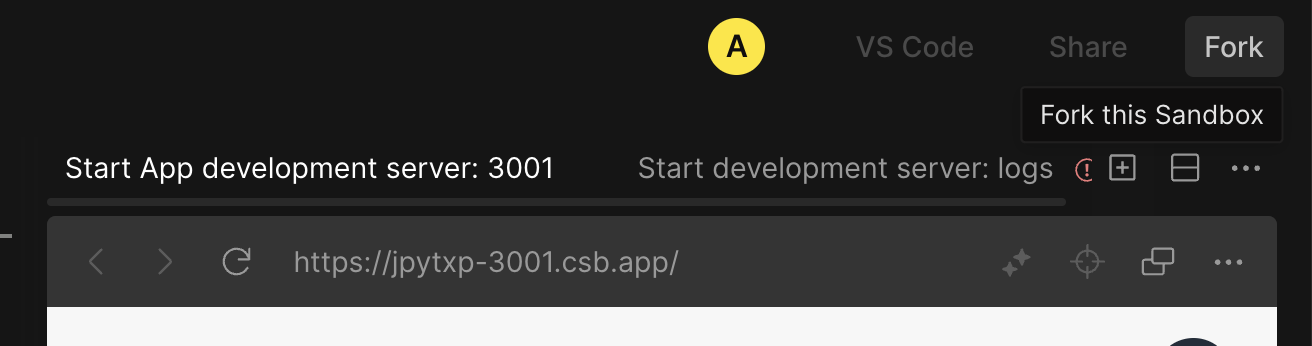 A VS Code Share Fork
Fork this Sandbox
Start App development server: 3001 Start development server: logs
https://jpytxp-3001.csb.app/